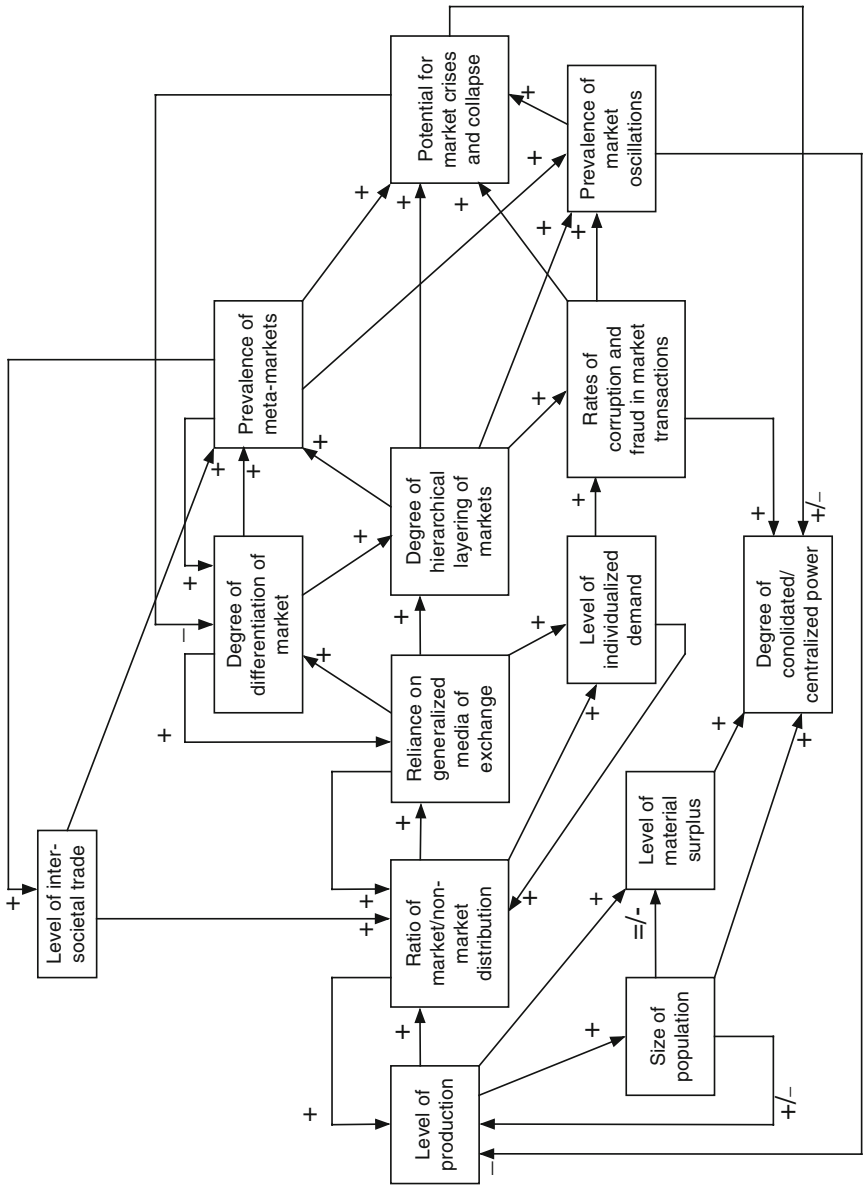 +
Level of inter-
societal trade
+
−
+
+
+
Degree of
differentiation of
market
Prevalence of
meta-markets
+
+
+
+
+
+
+
+
+
+
+
Level of
production
Ratio of
market/non-
market
distribution
Reliance on
generalized
media of
exchange
Degree of
hierarchical
layering of
markets
Potential for
market crises
and collapse
+
−
+
+
+
+
+
+
+
+
+
+
+
Level of
individualized
demand
Rates of
corruption and
fraud in market
transactions
Prevalence of
market
oscillations
=/-
Size of
population
Level of
material
surplus
+
+
+/−
+
Degree of
conolidated/
centralized power
+/−